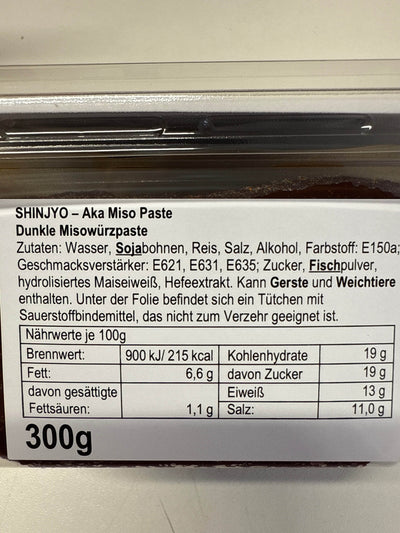 SHINJYO – Aka Miso Paste
Dunkle Misowürzpaste
Zutaten: Wasser, Sojabohnen, Reis, Salz, Alkohol, Farbstoff: E150a;
Geschmacksverstärker: E621, E631, E635; Zucker, Fischpulver,
hydrolisiertes Maiseiweiß, Hefeextrakt. Kann Gerste und Weichtiere
enthalten. Unter der Folie befindet sich ein Tütchen mit
Sauerstoffbindemittel, das nicht zum Verzehr geeignet ist.
Nährwerte je 100g
Brennwert: 900 kJ/ 215 kcal Kohlenhydrate 19 g
Fett: 6,6 g davon Zucker 19 g
davon gesättigte Eiweiß 13 g
Fettsäuren: 1,1 g Salz: 11,0 g
300g